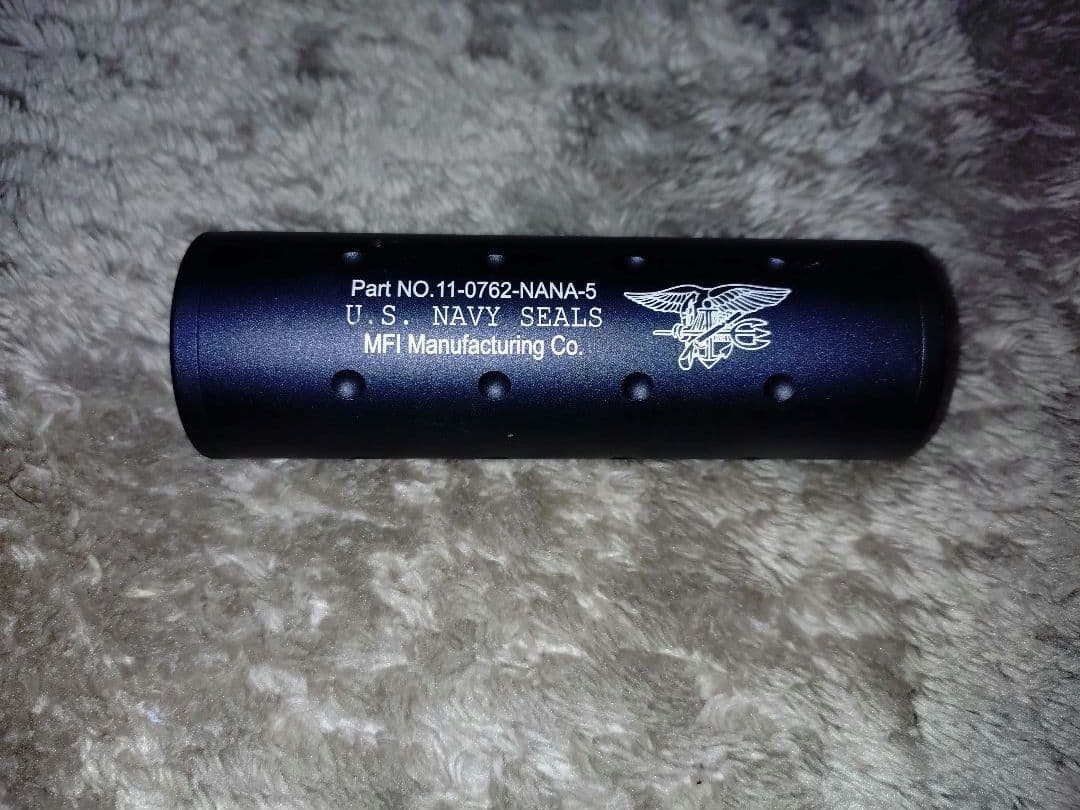 Part NO.11-0762-NANA-5
U.S. NAVY SEALS
MFI Manufacturing Co.